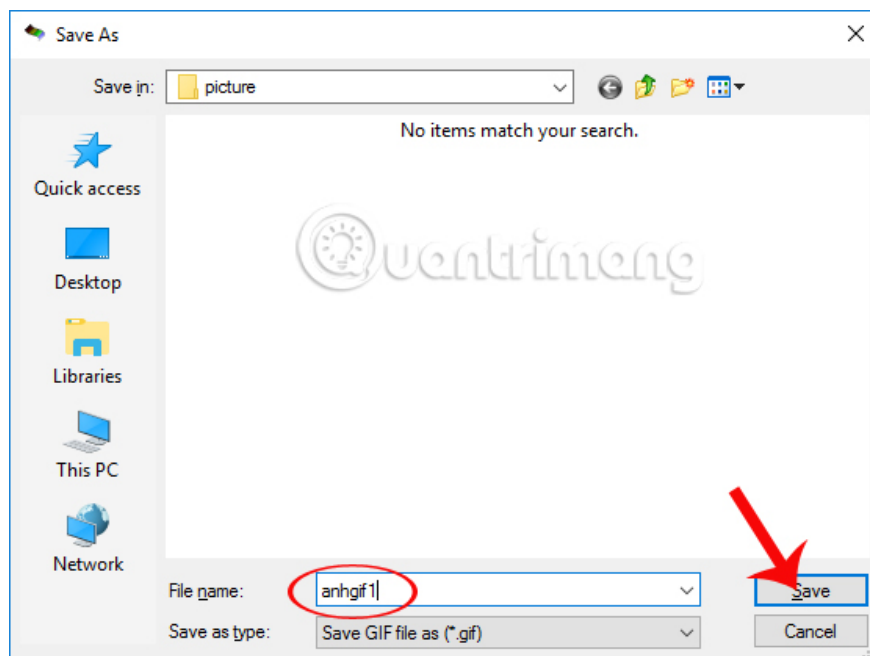 Save As
Save in: picture
No items match your search.
Quick access
Quantrimang
Desktop
Libraries
This PC
Network
File name: anhgif1 Save
Save as type: Save GIF file as (*.gif) Cancel